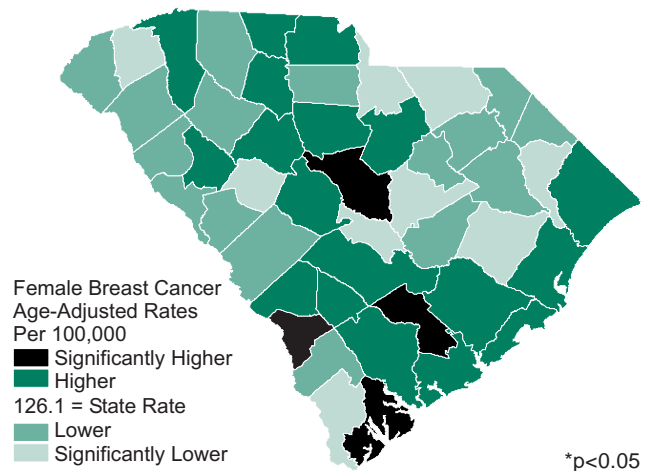 Female Breast Cancer
Age-Adjusted Rates
Per 100,000
Significantly Higher
Higher
126.1 = State Rate
Lower
Significantly Lower
*p<0.05